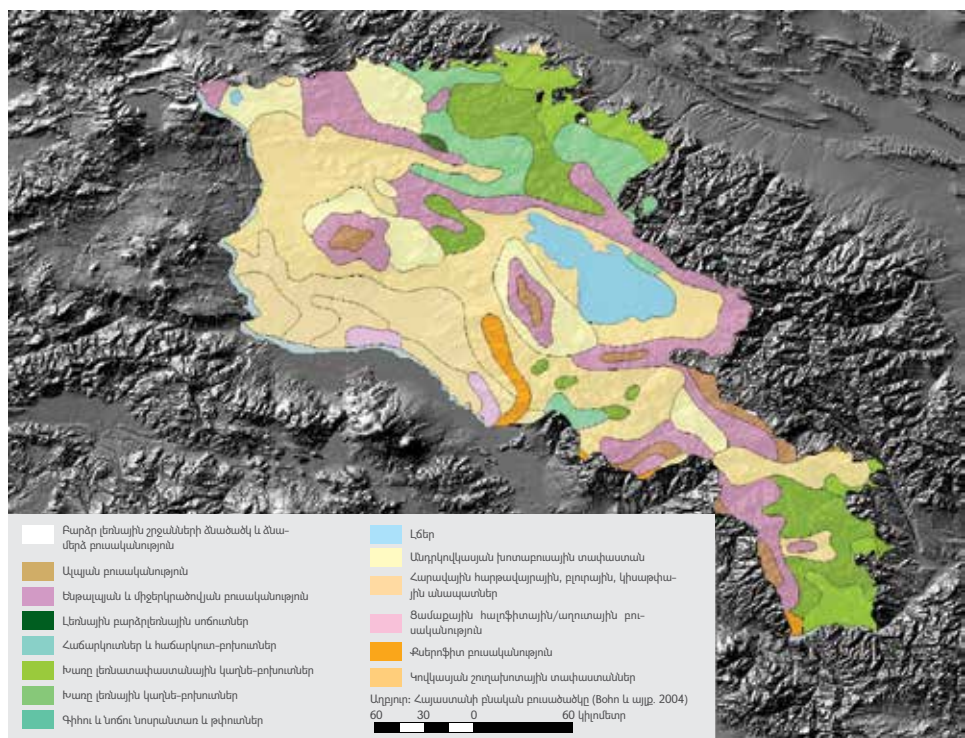 Բարձր լեռնային շրջանների ձնածածկ և ձնա-
մերձ բուսականություն
Ալպյան բուսականություն
Ենթալպյան և միջերկրածովյան բուսականություն
Լեռնային բարձրլեռնային սոճուտներ
Հաճարկուտներ և հաճարկուտ-բոխուտներ
Խառը լեռնատափաստանային կաղնե-բոխուտներ
Խառը լեռնային կաղնե-բոխուտներ
Գիհու և նոճու նոսրանտառ և թփուտներ
Լճեր
Անդրկովկասյան խոտաբուսային տափաստան
Հարավային հարթավայրային, բլուրային, կիսաթփա-
յին անապատներ
Ցամաքային հալոֆիտային/աղուտային բու-
սականություն
Քսերոֆիտ բուսականություն
Կովկասյան շուղախոտային տափաստաններ
Աղբյուր: Հայաստանի բնական բուսածածկը (Bohn և այլք. 2004)
60 30 0 60 կիլոմետր